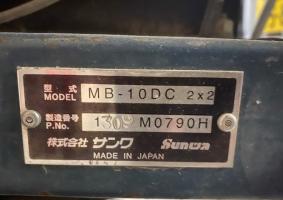 型式
MODEL MB-10DC 2x2
製造番号
P.No. 1309 M0790H
株式会社 サンワ Sunwa
MADE IN JAPAN